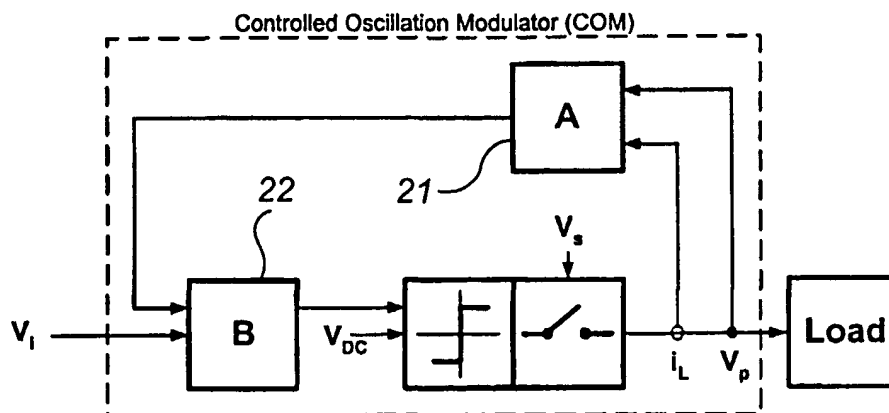 Controlled Oscillation Modulator (COM)
A
21
22
Vs
VI
B
VDC
iL
Vp
Load